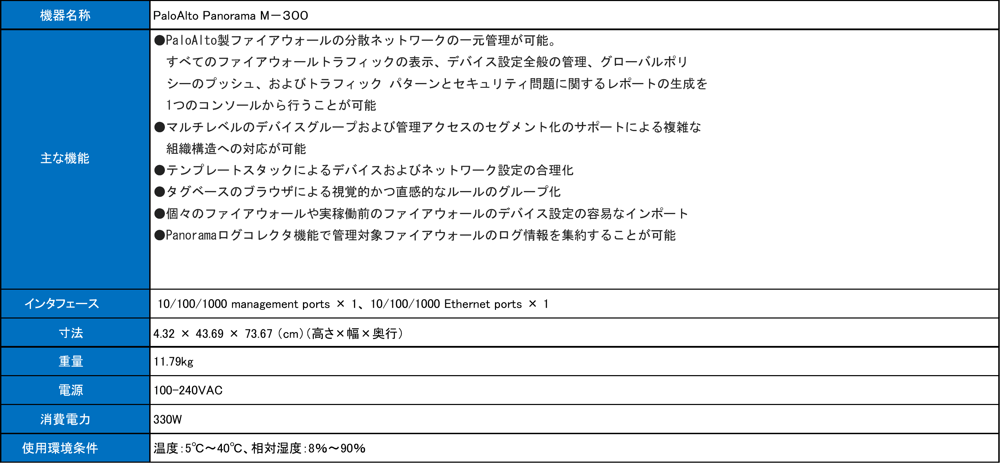 機器名称
PaloAlto Panorama M－３００
主な機能
●PaloAlto製ファイアウォールの分散ネットワークの一元管理が可能。
すべてのファイアウォールトラフィックの表示、デバイス設定全般の管理、グローバルポリ
シーのプッシュ、およびトラフィック パターンとセキュリティ問題に関するレポートの生成を
1つのコンソールから行うことが可能
●マルチレベルのデバイスグループおよび管理アクセスのセグメント化のサポートによる複雑な
組織構造への対応が可能
●テンプレートスタックによるデバイスおよびネットワーク設定の合理化
●タグベースのブラウザによる視覚的かつ直感的なルールのグループ化
●個々のファイアウォールや実稼働前のファイアウォールのデバイス設定の容易なインポート
●Panoramaログコレクタ機能で管理対象ファイアウォールのログ情報を集約することが可能
インタフェース
10/100/1000 management ports × 1、10/100/1000 Ethernet ports × 1
寸法
4.32 × 43.69 × 73.67 （cm）（高さ×幅×奥行）
重量
11.79kg
電源
100-240VAC
消費電力
330W
使用環境条件
温度：5℃～40℃、相対湿度：8％～90％